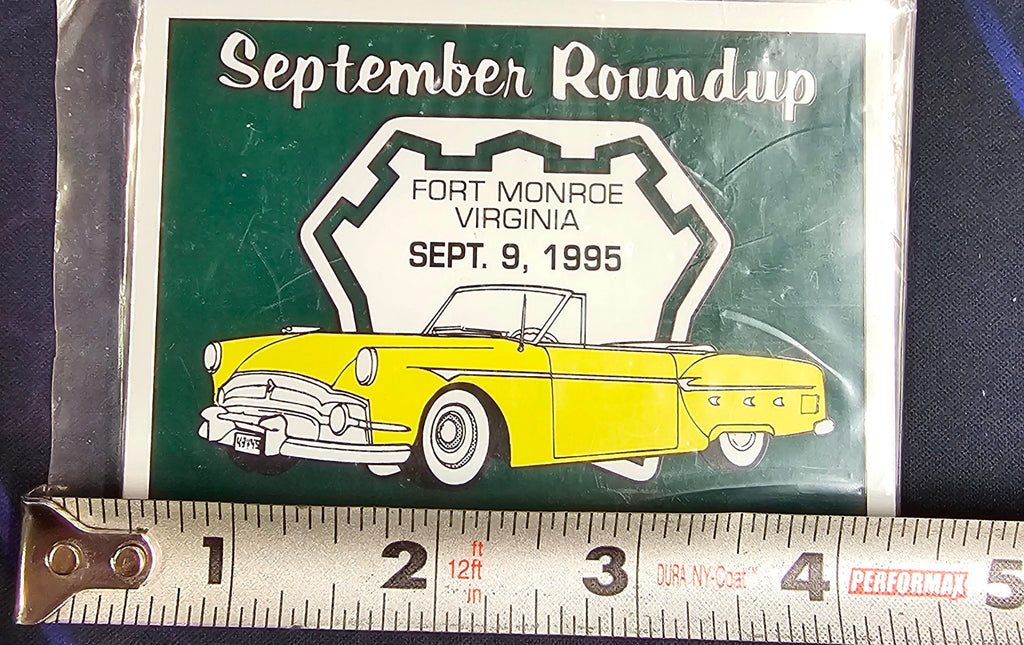 September Roundup
FORT MONROE
VIRGINIA
SEPT. 9, 1995
1 2 ft 12ft in 3 DURA NY-Coat™ 4 PERFORMAX 5